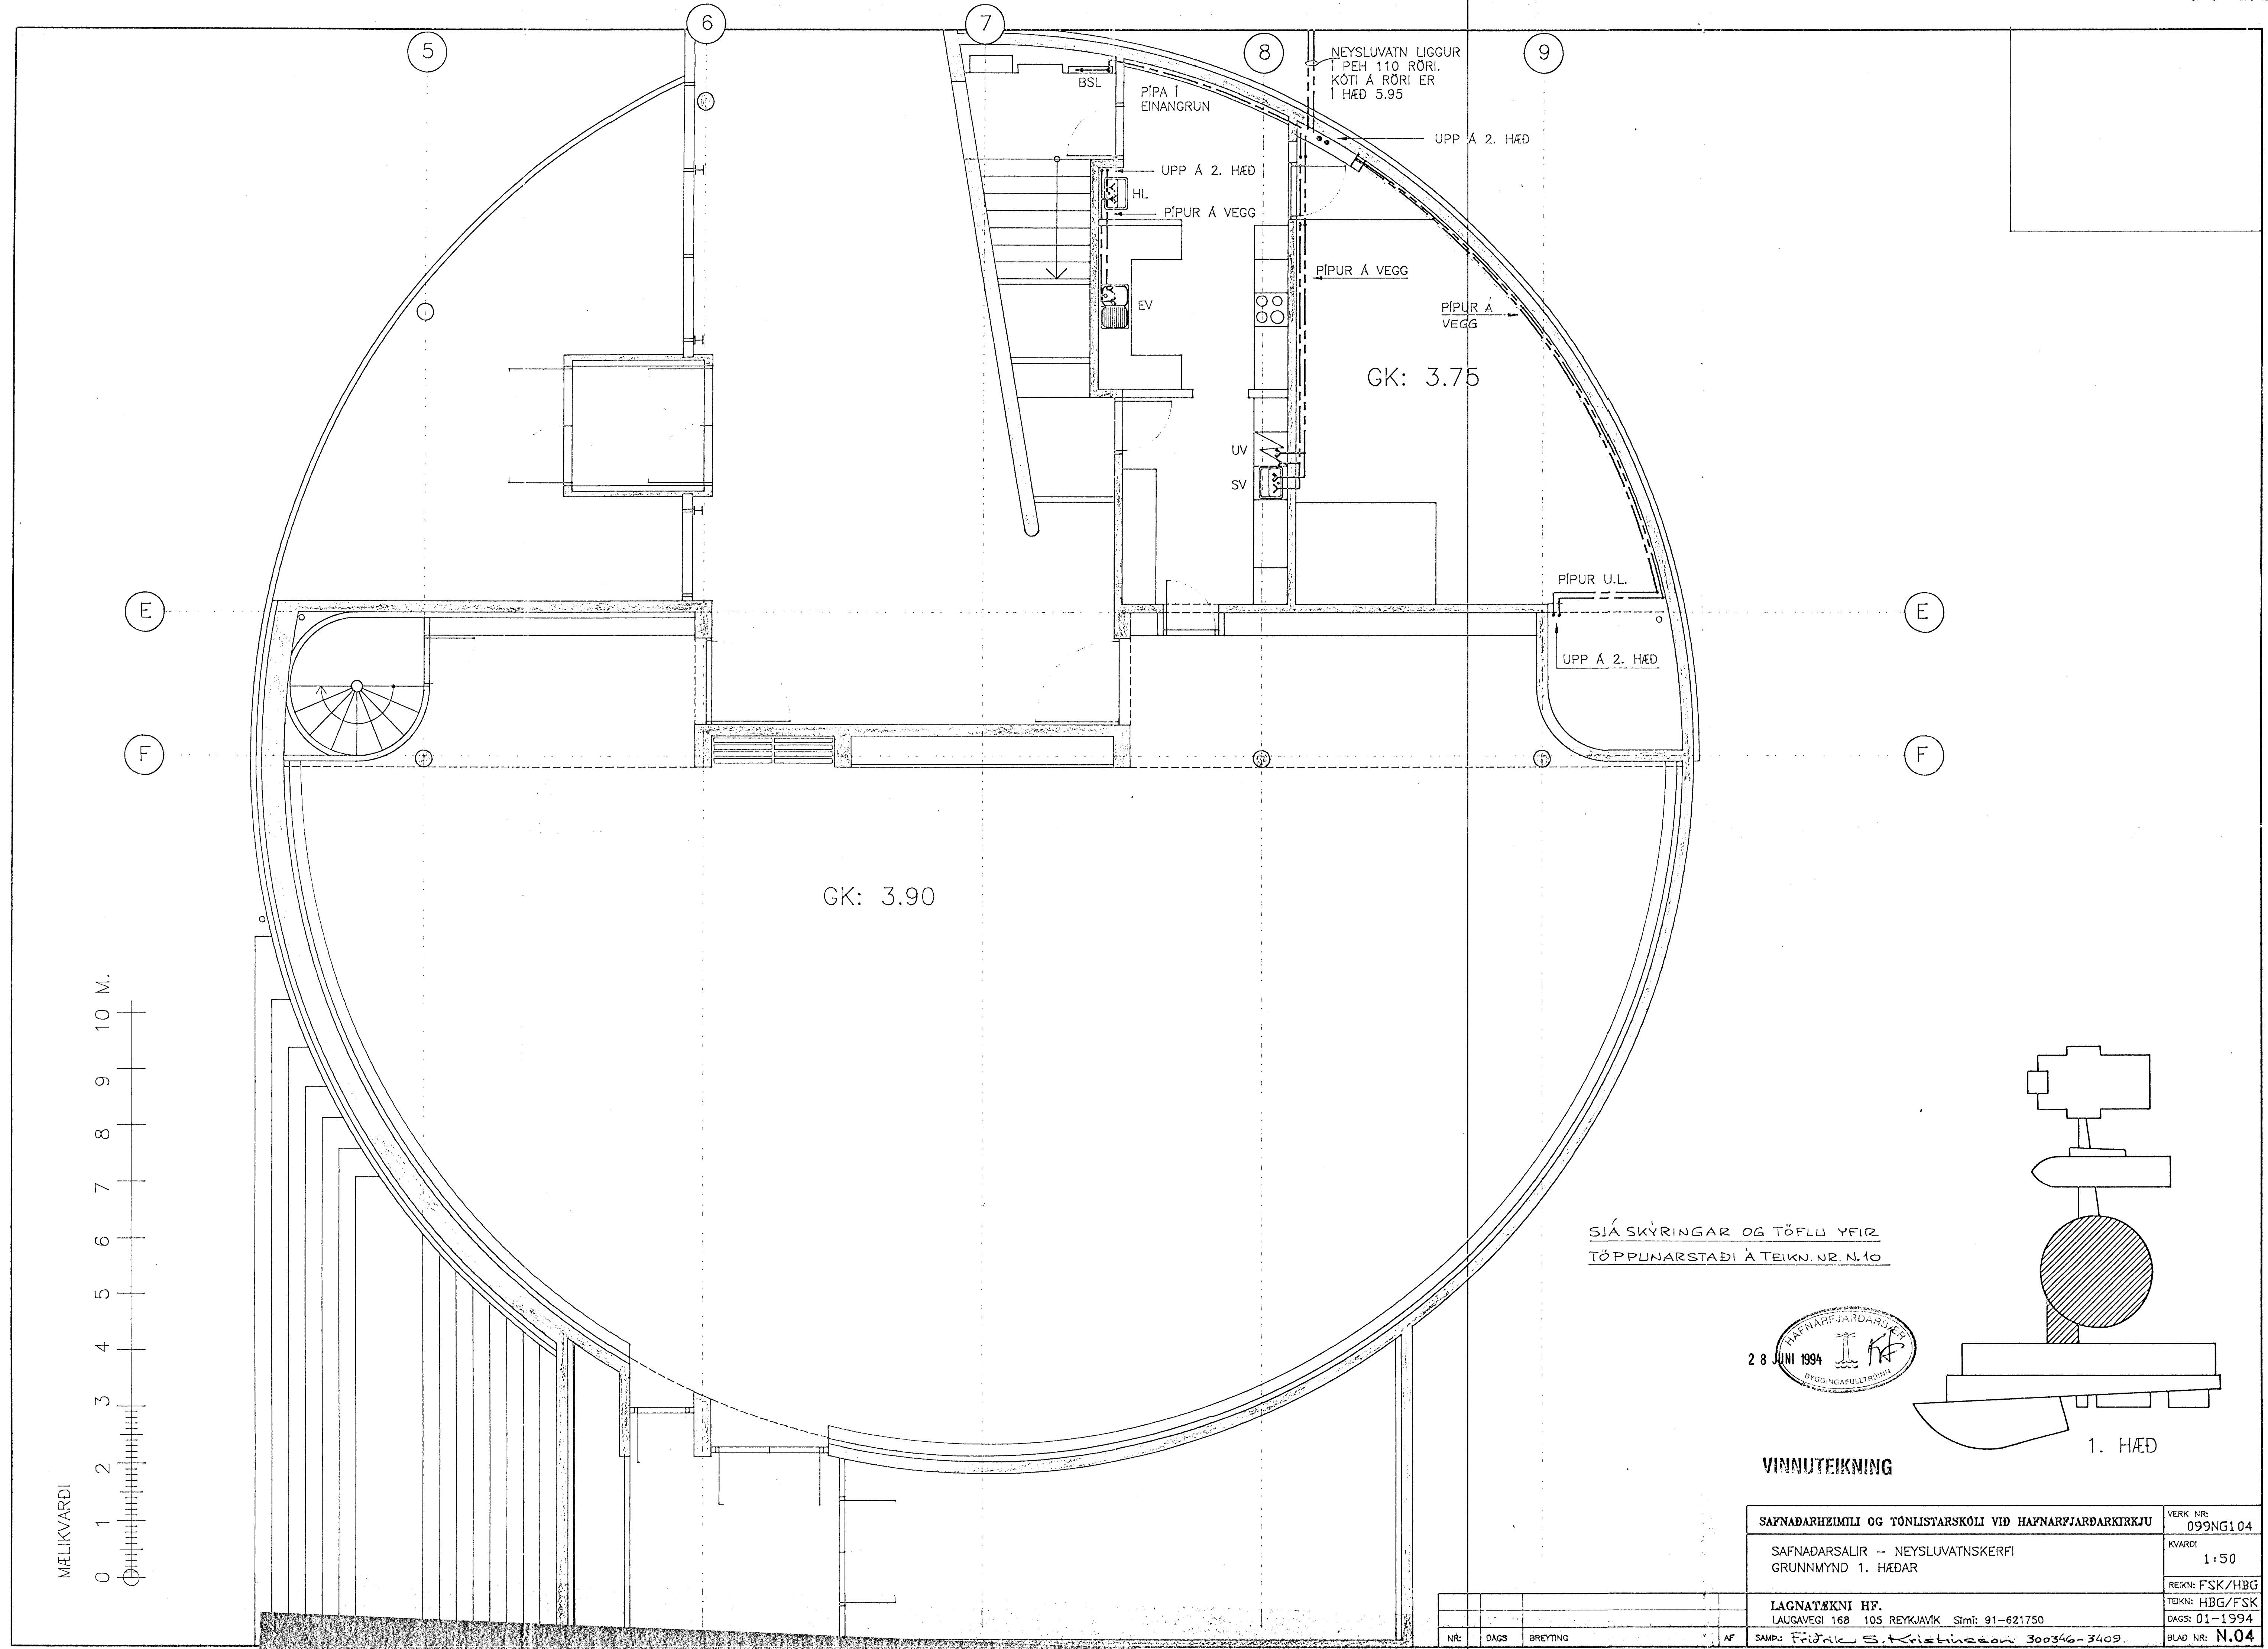 5
6
7
8
9
NEYSLUVATN LIGGUR
Í PEH 110 RÖRI.
KÓTI Á RÖRI ER
Í HÆÐ 5.95
BSL
PÍPA Í
EINANGRUN
UPP Á 2. HÆÐ
UPP Á 2. HÆÐ
HL
PÍPUR Á VEGG
PÍPUR Á VEGG
EV
PÍPUR Á
VEGG
GK: 3.75
UV
SV
PÍPUR U.L.
E
E
UPP Á 2. HÆÐ
F
F
GK: 3.90
10 M.
9
8
7
6
5
4
3
2
1
0
MÆLIKVARÐI
SJÁ SKÝRINGAR OG TÖFLU YFIR
TÖPPUNARSTAÐI Á TEIKN. NR. N.10
HAFNARFJARÐARBÆR
28 JÚNI 1994
BYGGINGAFULLTRÚINN
1. HÆÐ
VINNUTEIKNING
SAFNAÐARHEIMILI OG TÓNLISTARSKÓLI VIÐ HAFNARFJARÐARKIRKJU
VERK NR:
099NG104
SAFNAÐARSALIR – NEYSLUVATNSKERFI
GRUNNMYND 1. HÆÐAR
KVARÐI
1:50
REIKN: FSK/HBG
LAGNATÆKNI HF.
TEIKN: HBG/FSK
LAUGAVEGI 168 105 REYKJAVÍK Sími: 91-621750
DAGS: 01-1994
NR: DAGS BREYTING AF
SAMÞ.: Friðrik S. Kristinsson 300346-3409
BLAÐ NR: N.04